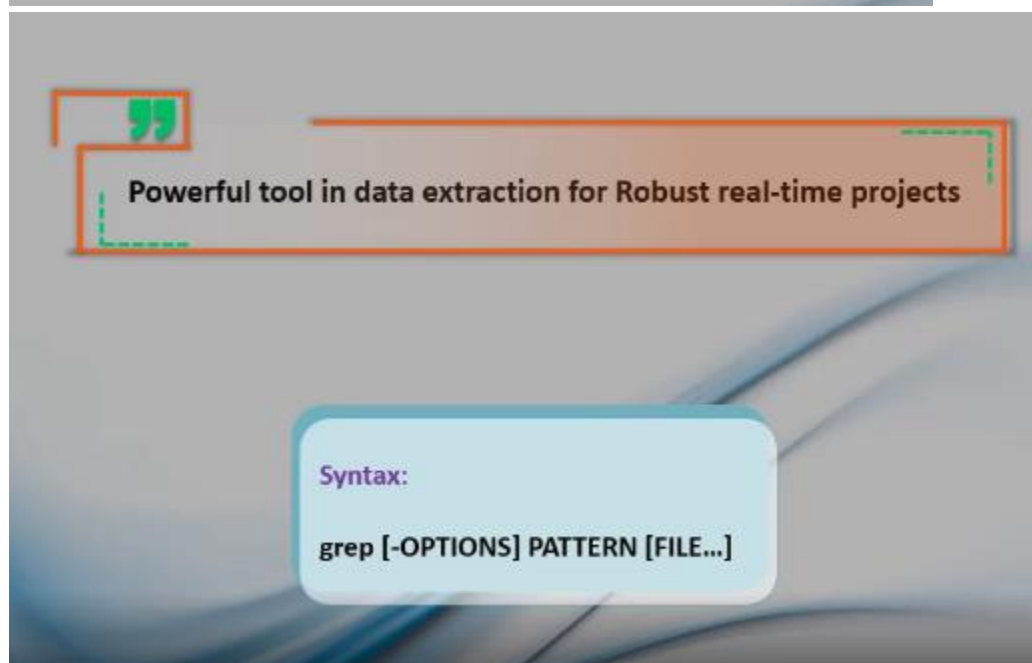 Powerful tool in data extraction for Robust real-time projects
Syntax:
grep [-OPTIONS] PATTERN [FILE...]